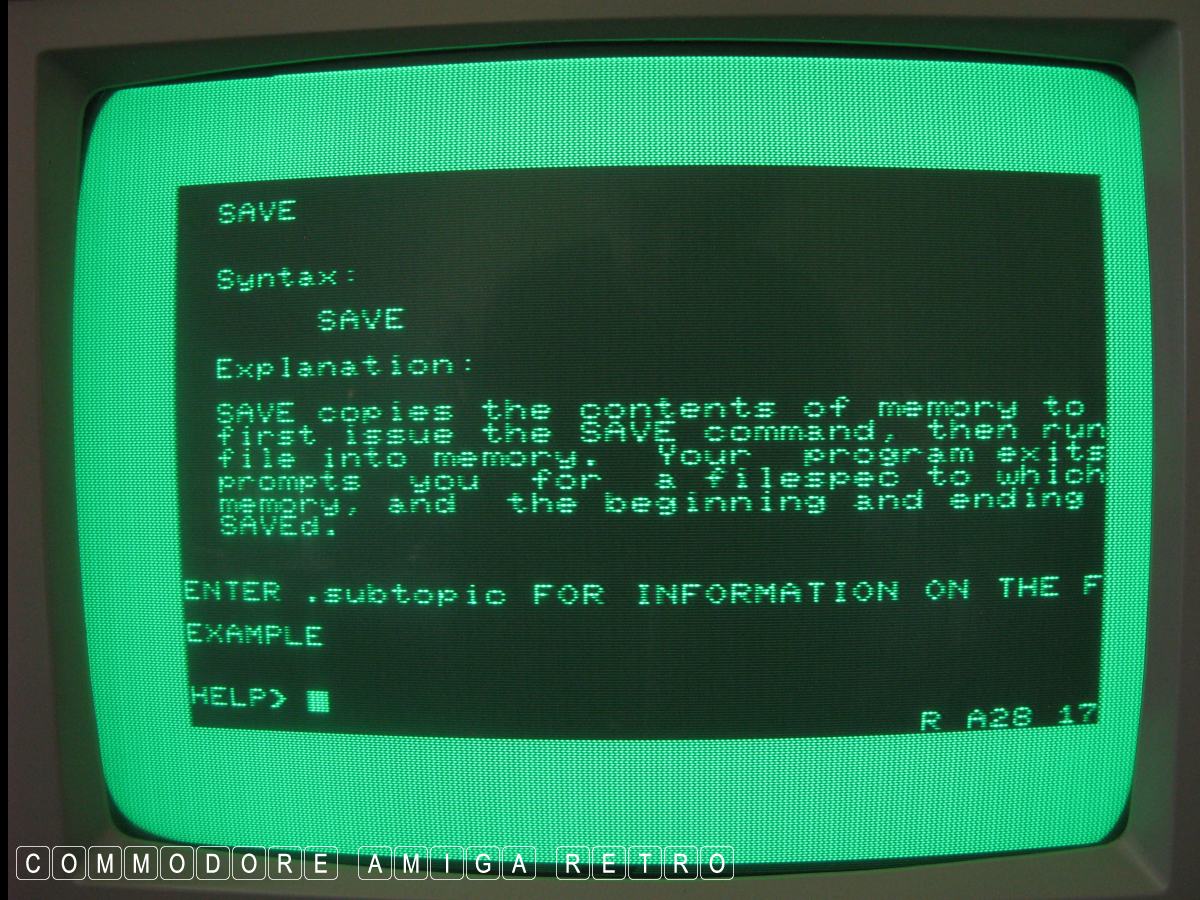 SAVE
Syntax:
SAVE
Explanation:
SAVE copies the contents of memory to
first issue the SAVE command, then run
file into memory. Your program exits
prompts you for a filespec to which
memory, and the beginning and ending
SAVEd.
ENTER .subtopic FOR INFORMATION ON THE F
EXAMPLE
HELP>
R A28 17
COMMODORE AMIGA RETRO